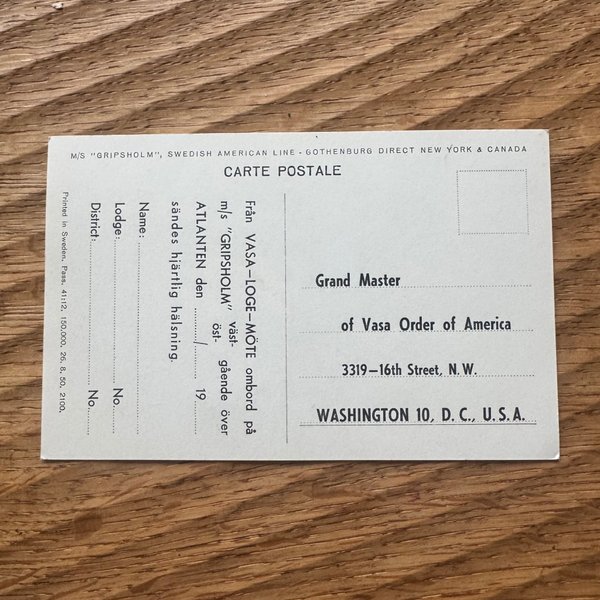 M/S "GRIPSHOLM", SWEDISH AMERICAN LINE - GOTHENBURG DIRECT NEW YORK & CANADA
CARTE POSTALE
Från VASA-LOGE-MÖTE ombord på
m/s "GRIPSHOLM" väst- öst- gående över
ATLANTEN den ........../.......... 19
sändes hjärtlig hälsning.
Name:
Lodge: No.
District: No.
Printed in Sweden. Pass. 41:12. 150,000. 26. 8. 50. 2100.
Grand Master
of Vasa Order of America
3319-16th Street, N.W.
WASHINGTON 10, D. C., U. S. A.